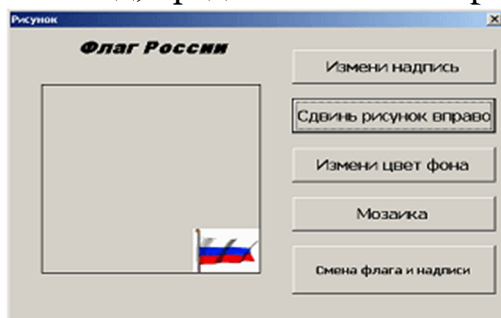 Рисунок
Флаг России
Измени надпись
Сдвинь рисунок вправо
Измени цвет фона
Мозаика
Смена флага и надписи